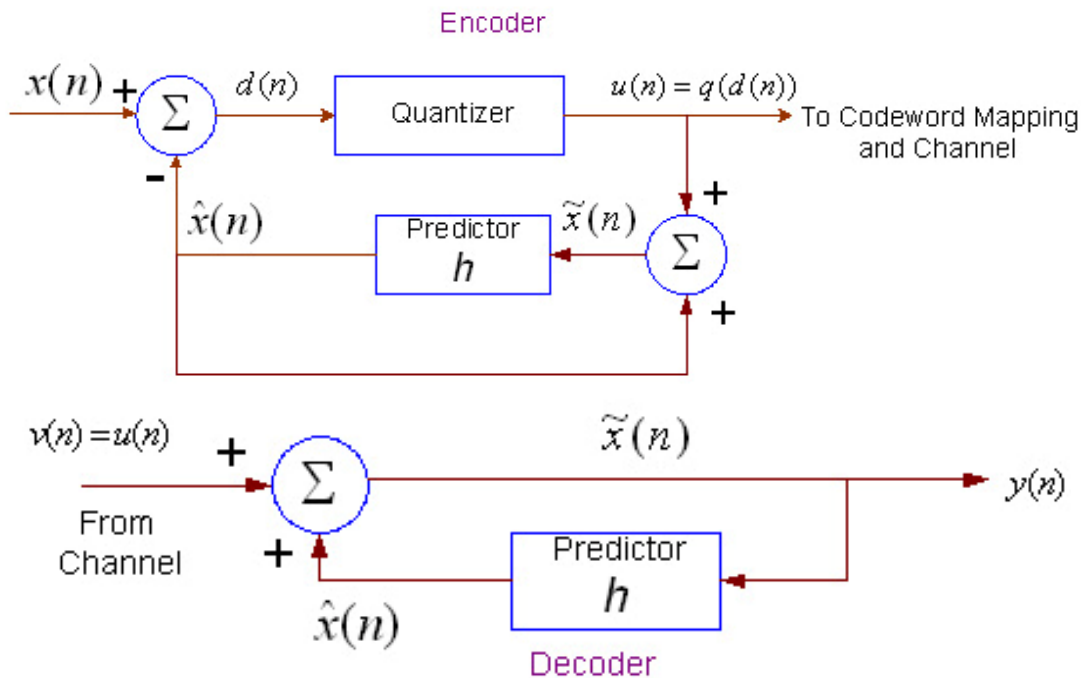 Encoder
x(n) + d(n) u(n) = q(d(n))
Σ Quantizer To Codeword Mapping
and Channel
- +
x̂(n) Predictor x̃(n)
h Σ
+
v(n) = u(n) + x̃(n)
Σ y(n)
From
Channel + Predictor
h
x̂(n)
Decoder